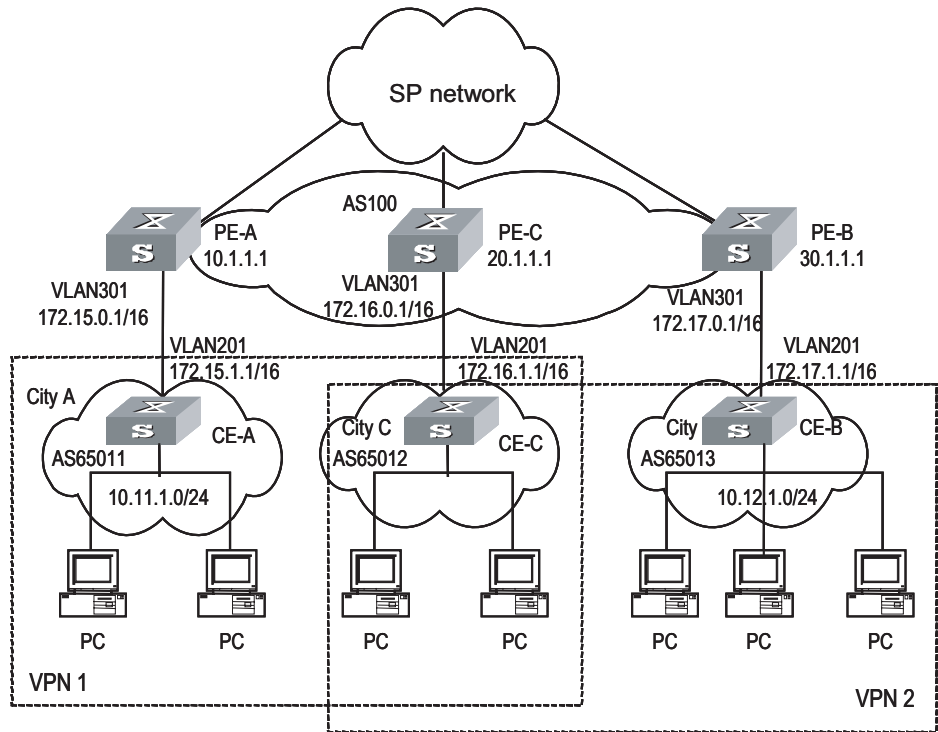 SP network
AS100
PE-A
10.1.1.1
PE-C
20.1.1.1
PE-B
30.1.1.1
S
S
S
VLAN301
172.15.0.1/16
VLAN301
172.16.0.1/16
VLAN301
172.17.0.1/16
VLAN201
172.15.1.1/16
VLAN201
172.16.1.1/16
VLAN201
172.17.1.1/16
City A
S
CE-A
AS65011
10.11.1.0/24
City C
S
CE-C
AS65012
City
S
CE-B
AS65013
10.12.1.0/24
PC
PC
PC
PC
PC
PC
PC
VPN 1
VPN 2